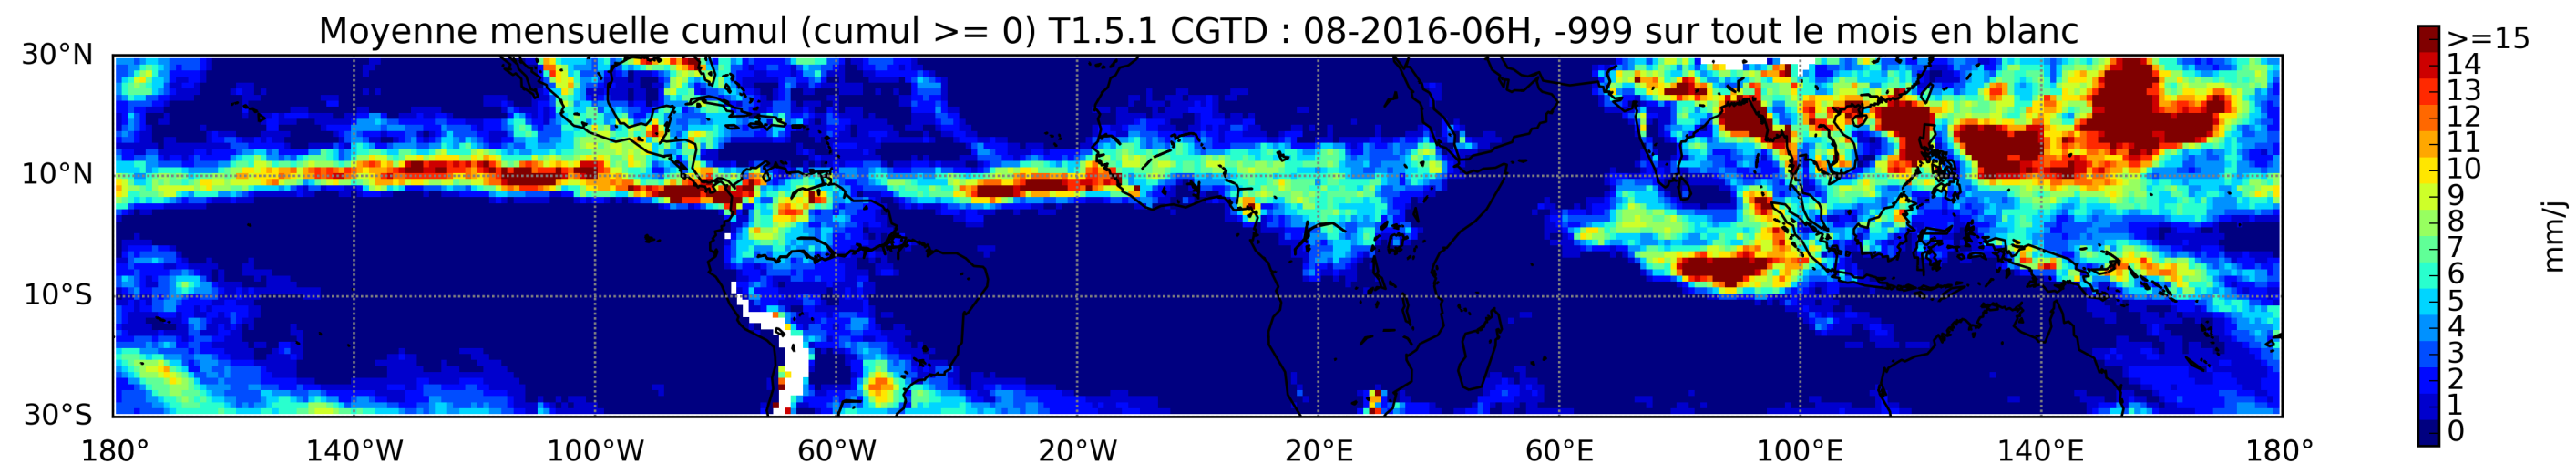 Moyenne mensuelle cumul (cumul >= 0) T1.5.1 CGTD : 08-2016-06H, -999 sur tout le mois en blanc
30°N
10°N
10°S
30°S
180°
140°W
100°W
60°W
20°W
20°E
60°E
100°E
140°E
180°
>=15
14
13
12
11
10
9
8
7
6
5
4
3
2
1
0
mm/j